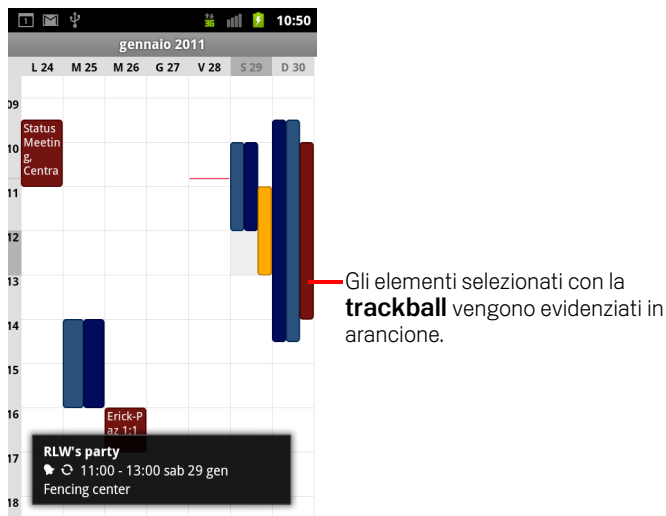 1 3G 10:50
gennaio 2011
L 24 M 25 M 26 G 27 V 28 S 29 D 30
09
Status
Meetin
g,
Centra
10
11
12
13
14
15
16
Erick-P
az 1:1
17
18
RLW's party
11:00 - 13:00 sab 29 gen
Fencing center
Gli elementi selezionati con la
trackball vengono evidenziati in
arancione.